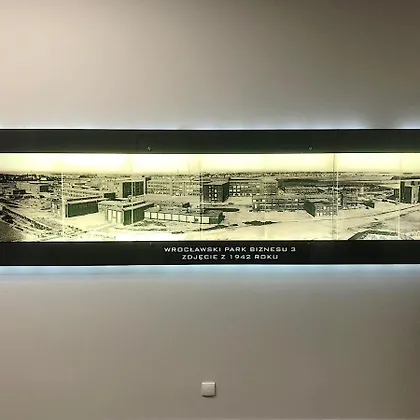 WROCŁAWSKI PARK BIZNESU 3
ZDJĘCIE Z 1942 ROKU